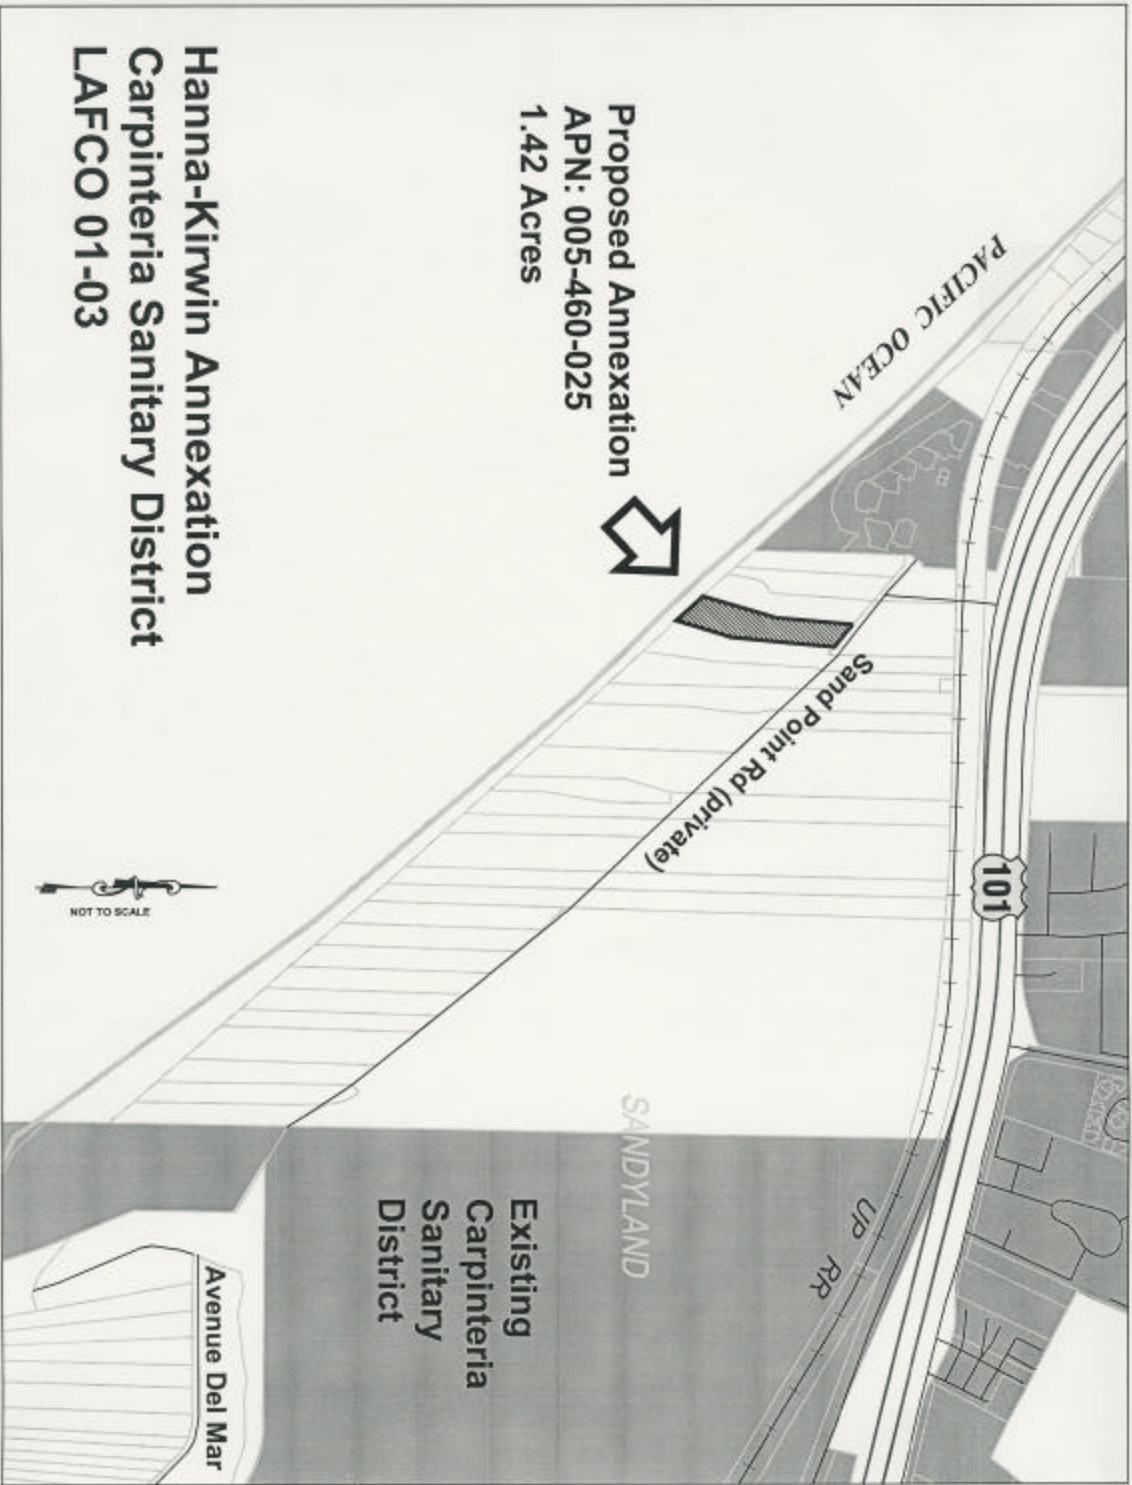 PACIFIC OCEAN
Proposed Annexation
APN: 005-460-025
1.42 Acres
Sand Point Rd (private)
101
SANDYLAND
UP RR
Existing
Carpinteria
Sanitary
District
Avenue Del Mar
NOT TO SCALE
Hanna-Kirwin Annexation
Carpinteria Sanitary District
LAFCO 01-03